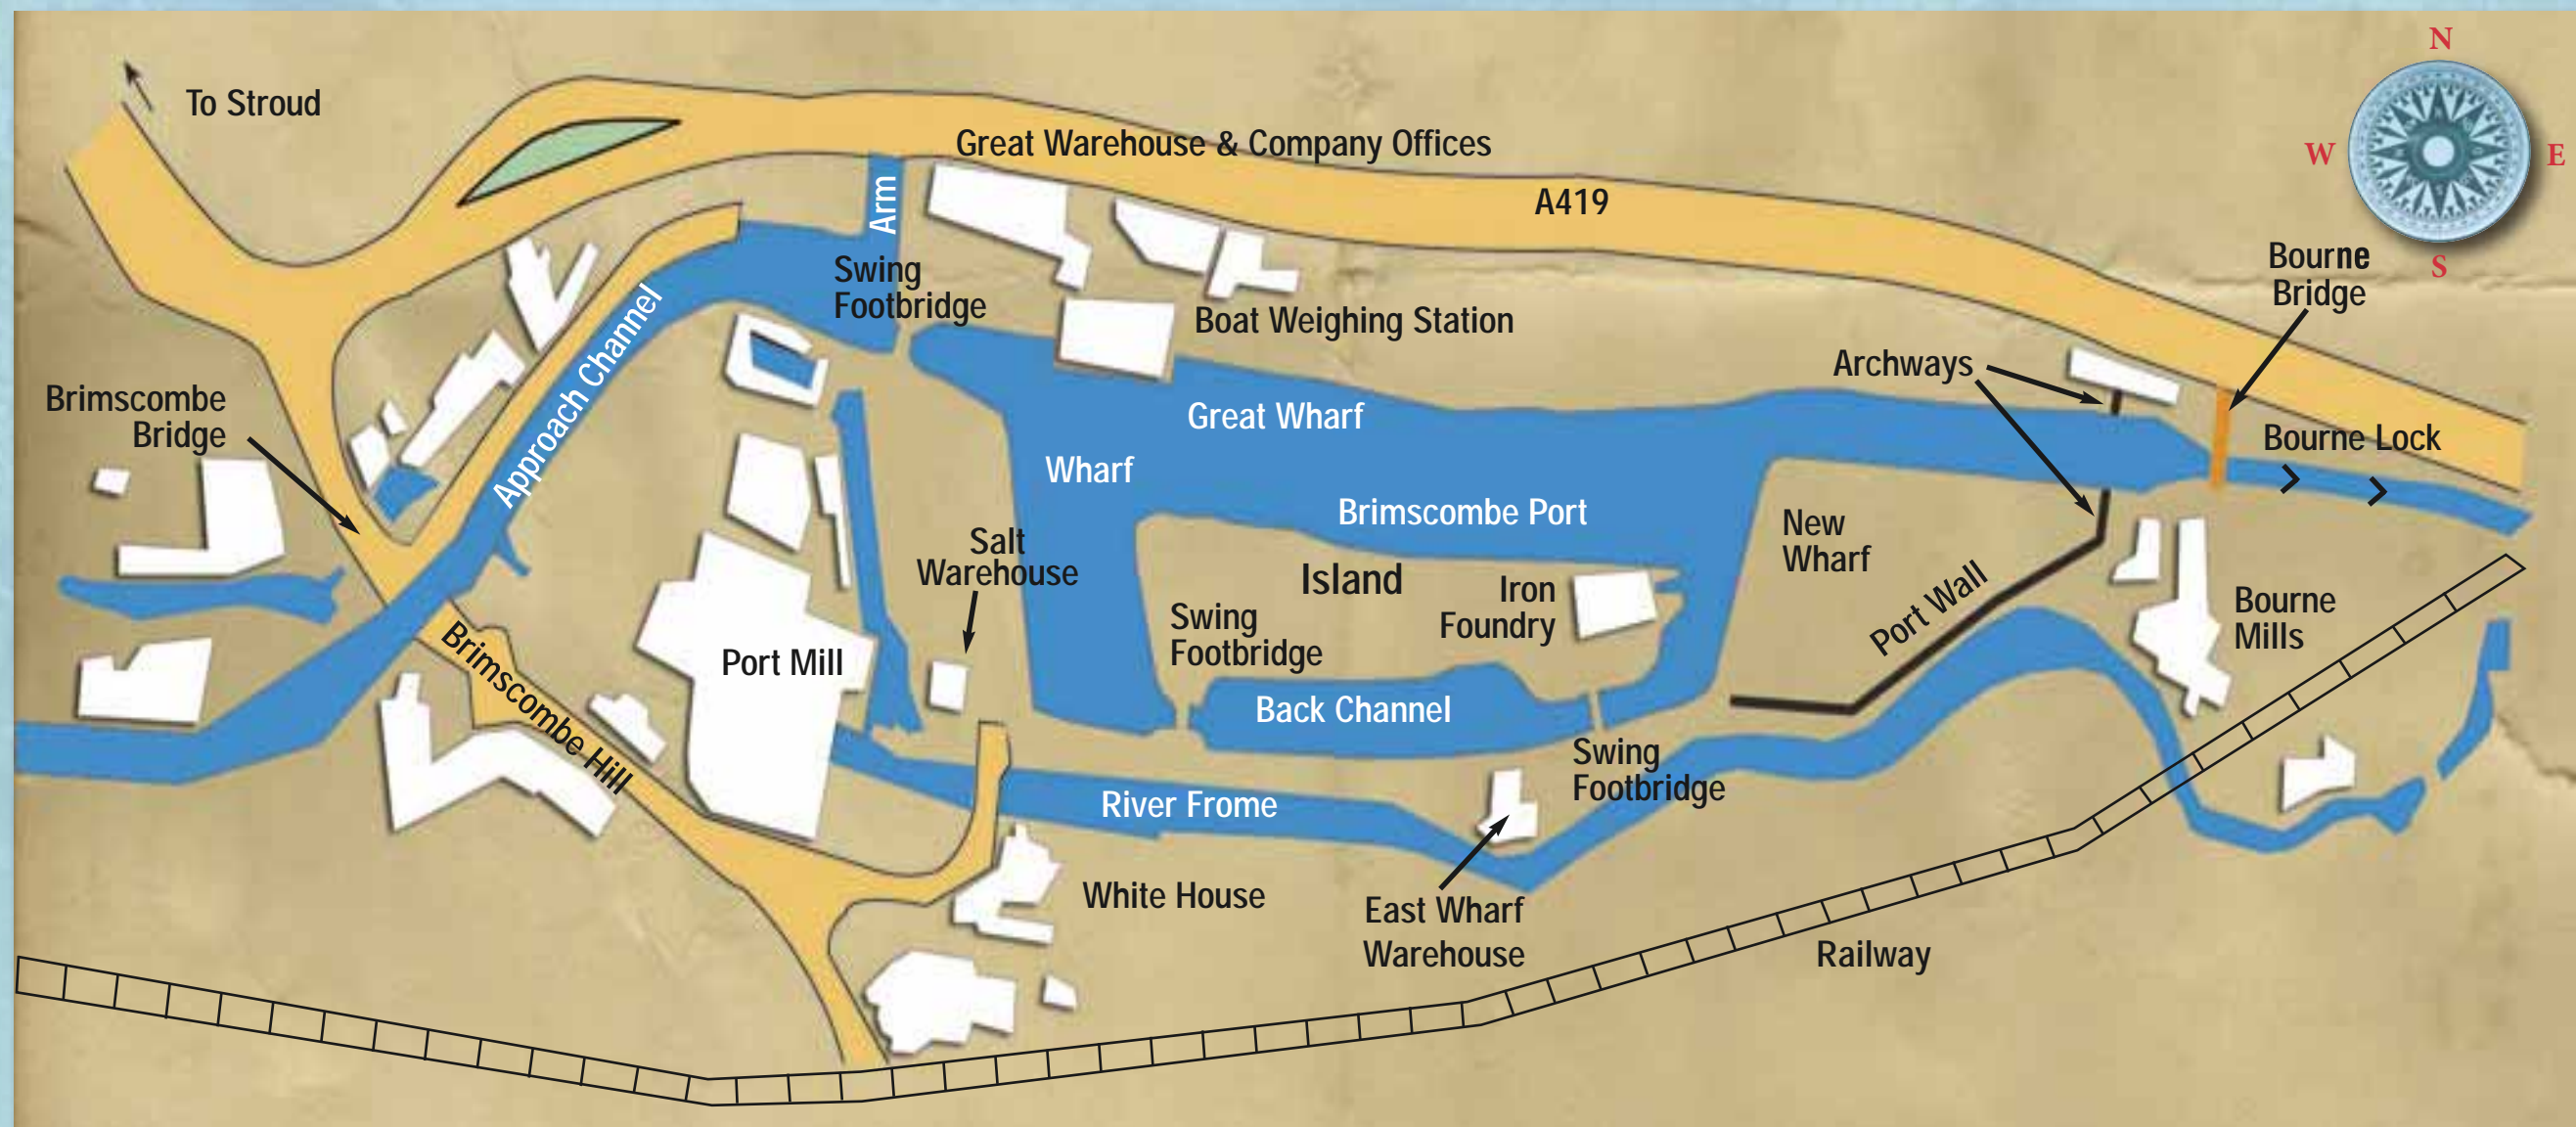 N
To Stroud
Great Warehouse & Company Offices
W
E
Arm
A419
Swing
Footbridge
Bourne
Bridge
S
Boat Weighing Station
Approach Channel
Archways
Brimscombe
Bridge
Great Wharf
Bourne Lock
Wharf
Brimscombe Port
New
Wharf
Salt
Warehouse
Island
Iron
Foundry
Swing
Footbridge
Port Wall
Bourne
Mills
Brimscombe Hill
Port Mill
Back Channel
Swing
Footbridge
River Frome
White House
East Wharf
Warehouse
Railway